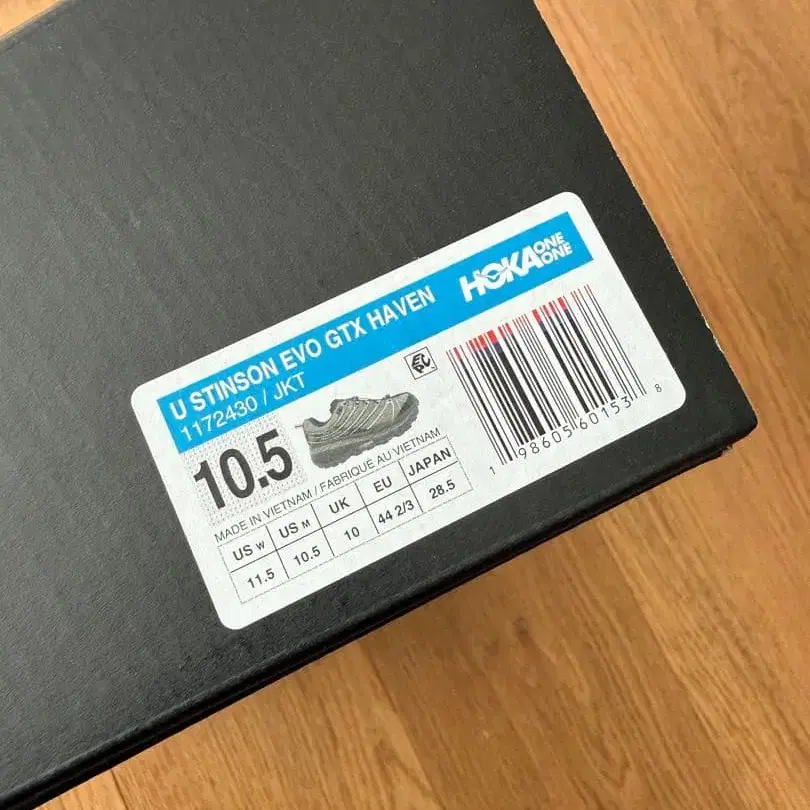 U STINSON EVO GTX HAVEN
HOKA ONE ONE
1172430 / JKT
10.5
MADE IN VIETNAM / FABRIQUÉ AU VIETNAM
US W US M UK EU JAPAN
11.5 10.5 10 44 2/3 28.5
1 98605 60153 8